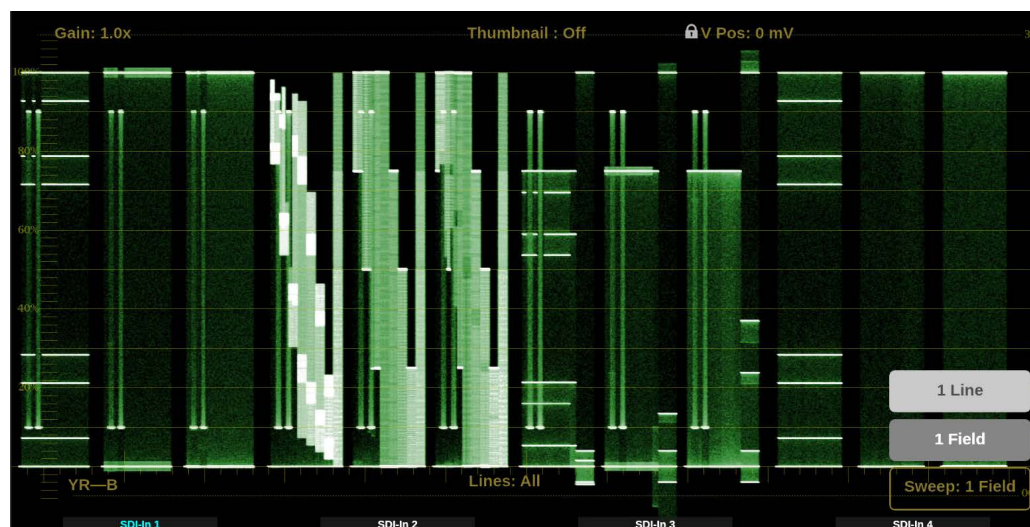 Gain: 1.0x
Thumbnail : Off
V Pos: 0 mV
100%
80%
60%
40%
20%
1 Line
1 Field
YR—B
Lines: All
Sweep: 1 Field
SDI-In 1
SDI-In 2
SDI-In 3
SDI-In 4